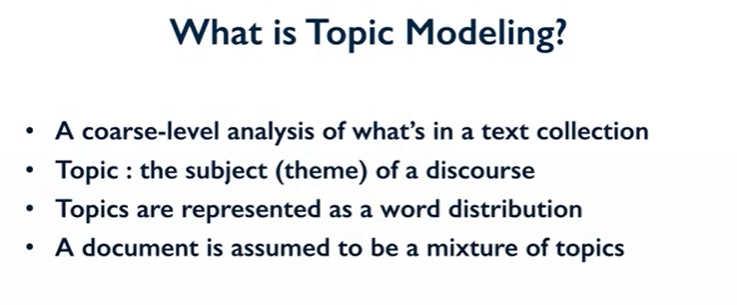 What is Topic Modeling?
• A coarse-level analysis of what's in a text collection
• Topic : the subject (theme) of a discourse
• Topics are represented as a word distribution
• A document is assumed to be a mixture of topics